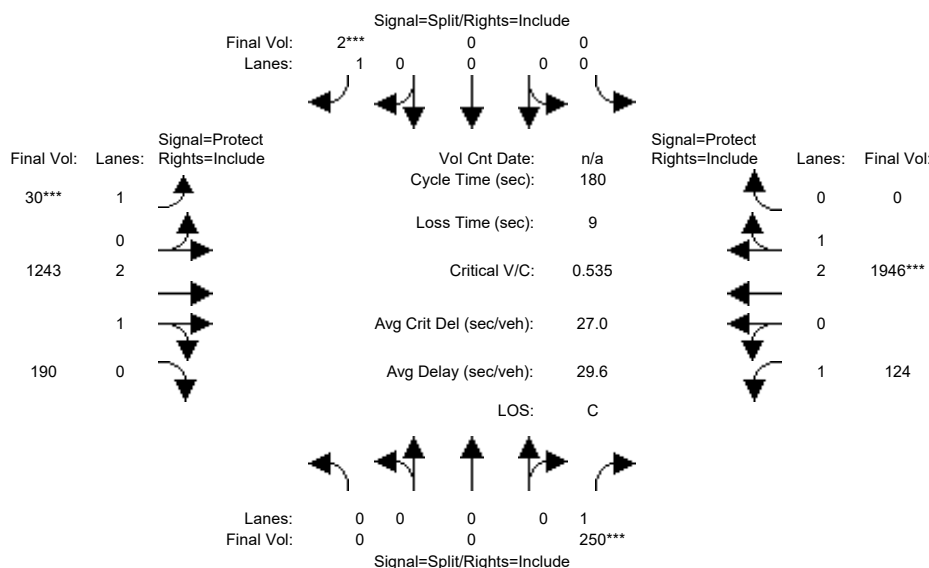 Signal=Split/Rights=Include
Final Vol: 2*** 0 0
Lanes: 1 0 0 0 0
Signal=Protect Signal=Protect
Final Vol: Lanes: Rights=Include Vol Cnt Date: n/a Rights=Include Lanes: Final Vol:
Cycle Time (sec): 180
30*** 1 0 0
Loss Time (sec): 9
0 1
1243 2 Critical V/C: 0.535 2 1946***
1 Avg Crit Del (sec/veh): 27.0 0
190 0 Avg Delay (sec/veh): 29.6 1 124
LOS: C
Lanes: 0 0 0 0 1
Final Vol: 0 0 250***
Signal=Split/Rights=Include